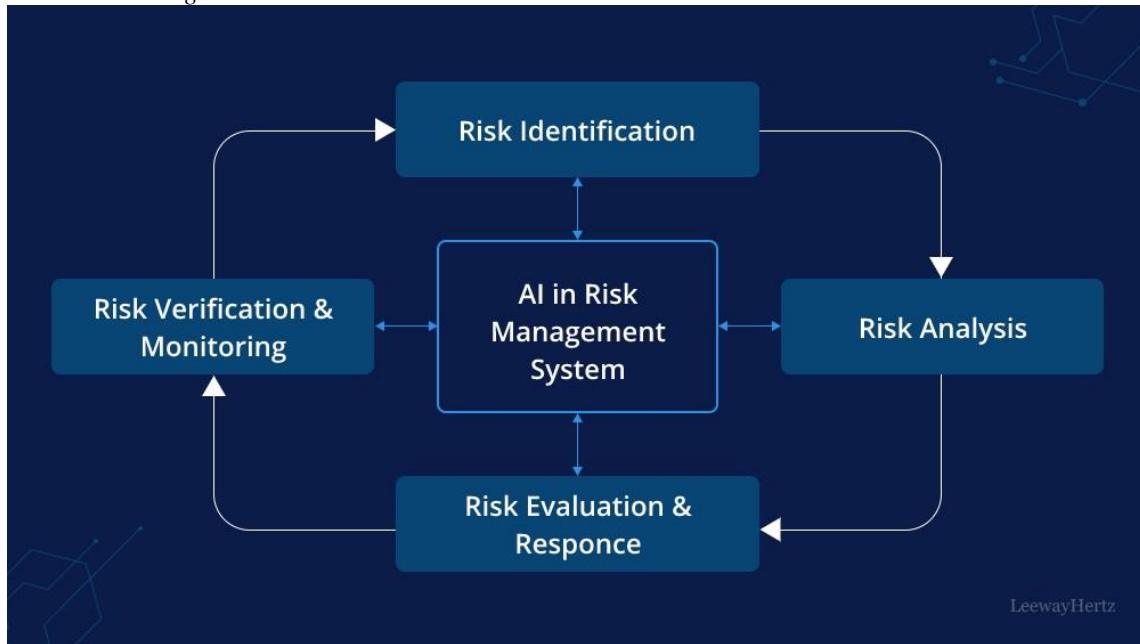 Risk Identification
AI in Risk
Management
System
Risk Verification &
Monitoring
Risk Analysis
Risk Evaluation &
Responce
LeewayHertz